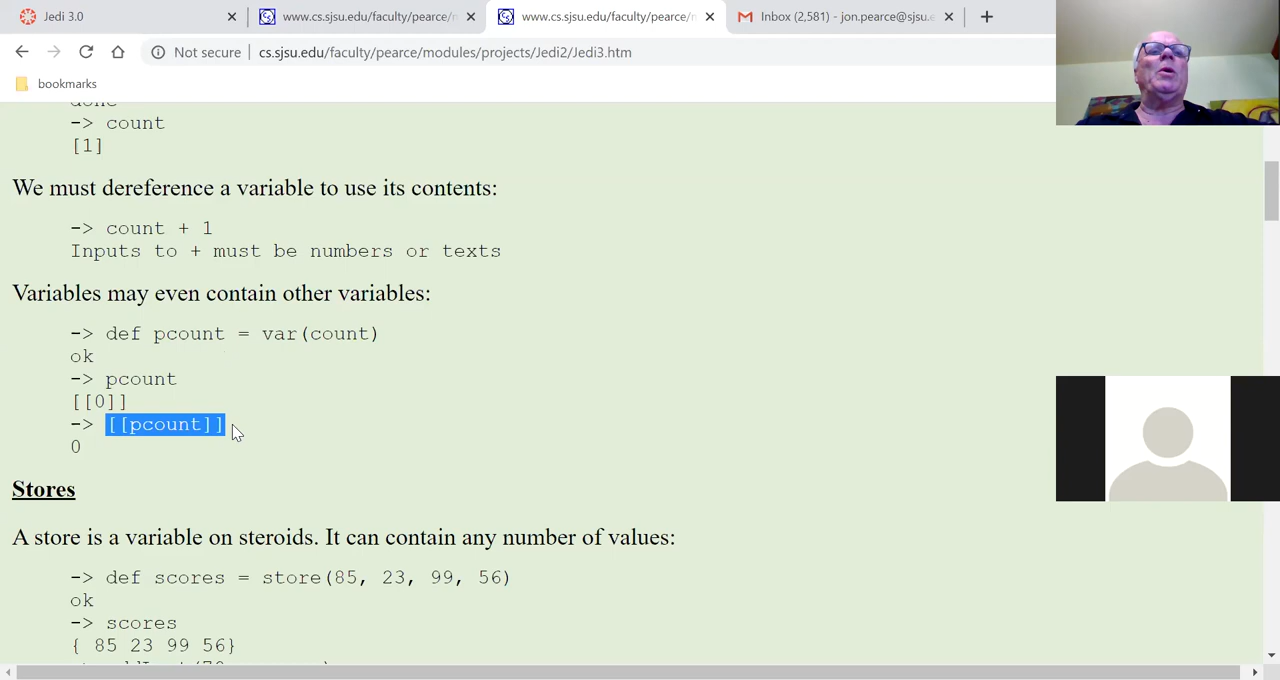 Jedi 3.0
www.cs.sjsu.edu/faculty/pearce/n
www.cs.sjsu.edu/faculty/pearce/n
Inbox (2,581) - jon.pearce@sjsu.e
Not secure
cs.sjsu.edu/faculty/pearce/modules/projects/Jedi2/Jedi3.htm
bookmarks
done
-> count
[1]
We must dereference a variable to use its contents:
-> count + 1
Inputs to + must be numbers or texts
Variables may even contain other variables:
-> def pcount = var(count)
ok
-> pcount
[[0]]
-> [[pcount]]
0
Stores
A store is a variable on steroids. It can contain any number of values:
-> def scores = store(85, 23, 99, 56)
ok
-> scores
{ 85 23 99 56}